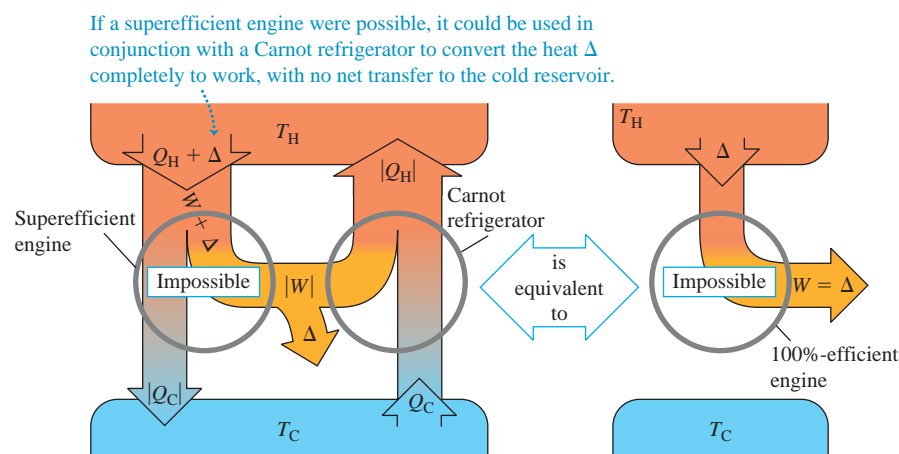 If a superefficient engine were possible, it could be used in
conjunction with a Carnot refrigerator to convert the heat Δ
completely to work, with no net transfer to the cold reservoir.
T_H
Q_H + Δ
|Q_H|
W + Δ
Superefficient
engine
Carnot
refrigerator
Impossible
|W|
Δ
|Q_C|
Q_C
T_C
is
equivalent
to
T_H
Δ
Impossible
W = Δ
100%-efficient
engine
T_C